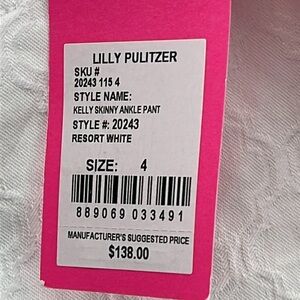 LILLY PULITZER
SKU #
20243 115 4
STYLE NAME:
KELLY SKINNY ANKLE PANT
STYLE #: 20243
RESORT WHITE
SIZE: 4
889069 033491
MANUFACTURER'S SUGGESTED PRICE
$138.00